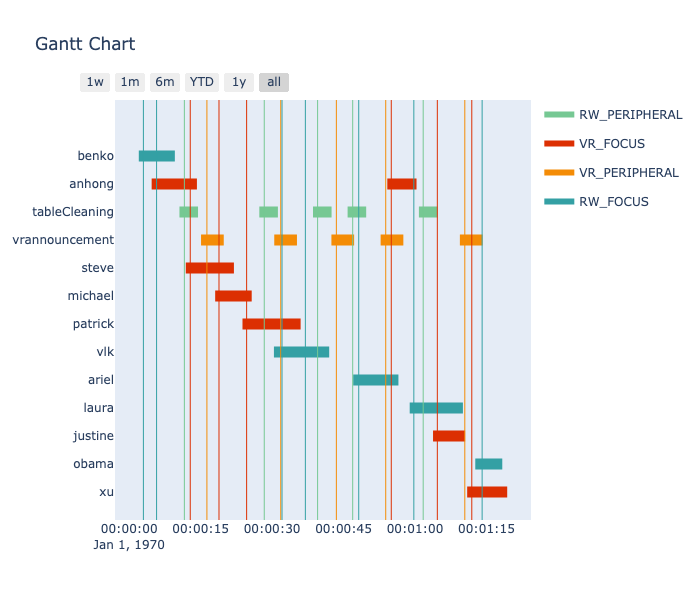 Gantt Chart
1w 1m 6m YTD 1y all
RW_PERIPHERAL
VR_FOCUS
VR_PERIPHERAL
RW_FOCUS
benko
anhong
tableCleaning
vrannouncement
steve
michael
patrick
vlk
ariel
laura
justine
obama
xu
00:00:00 00:00:15 00:00:30 00:00:45 00:01:00 00:01:15
Jan 1, 1970